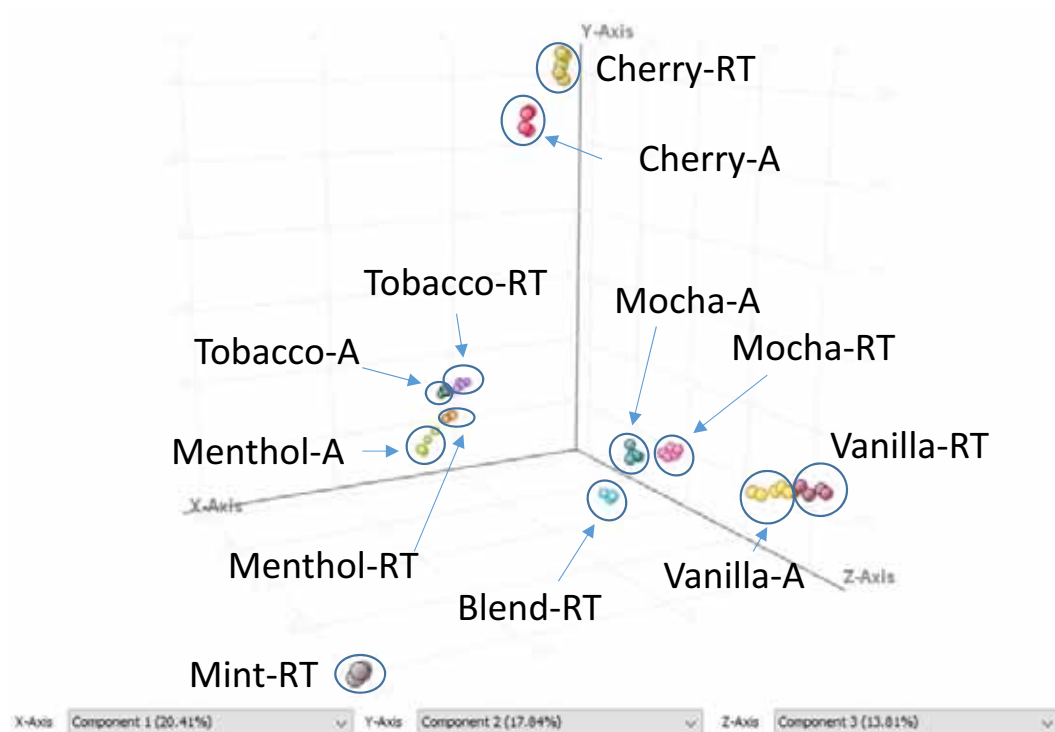 Y-Axis
Cherry-RT
Cherry-A
Tobacco-RT
Mocha-A
Tobacco-A
Mocha-RT
Menthol-A
Vanilla-RT
X-Axis
Menthol-RT
Vanilla-A
Z-Axis
Blend-RT
Mint-RT
X-Axis Component 1 (20.41%) Y-Axis Component 2 (17.84%) Z-Axis Component 3 (13.81%)